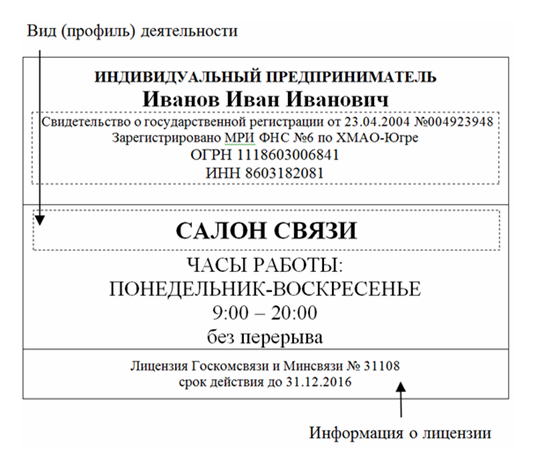 Вид (профиль) деятельности
ИНДИВИДУАЛЬНЫЙ ПРЕДПРИНИМАТЕЛЬ
Иванов Иван Иванович
Свидетельство о государственной регистрации от 23.04.2004 №004923948
Зарегистрировано МРИ ФНС №6 по ХМАО-Югре
ОГРН 1118603006841
ИНН 8603182081
САЛОН СВЯЗИ
ЧАСЫ РАБОТЫ:
ПОНЕДЕЛЬНИК-ВОСКРЕСЕНЬЕ
9:00 – 20:00
без перерыва
Лицензия Госкомсвязи и Минсвязи № 31108
срок действия до 31.12.2016
Информация о лицензии